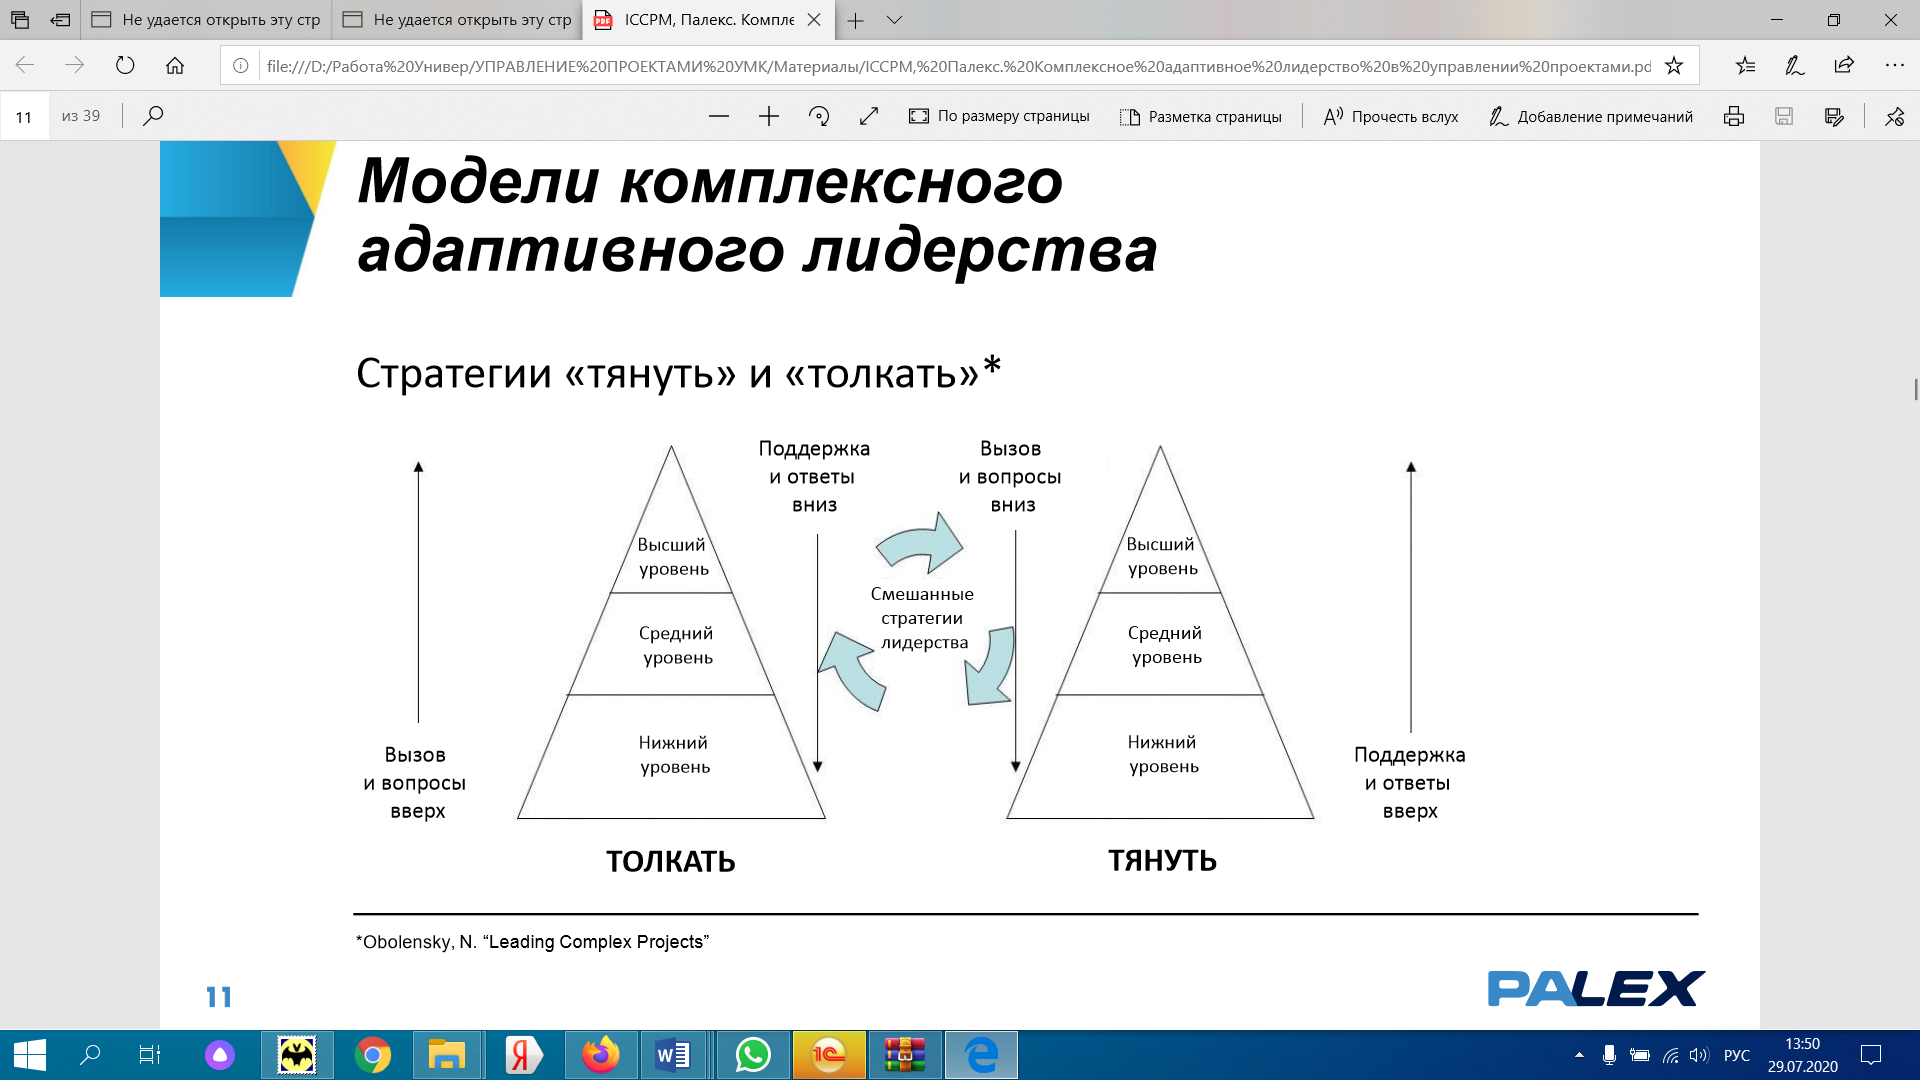 Не удается открыть эту стр
Не удается открыть эту стр
ICCPM, Палекс. Компле
file:///D:/Работа%20Универ/УПРАВЛЕНИЕ%20ПРОЕКТАМИ%20УМК/Материалы/ICCPM,%20Палекс.%20Комплексное%20адаптивное%20лидерство%20в%20управлении%20проектами.pd
11
из 39
По размеру страницы
Разметка страницы
Прочесть вслух
Добавление примечаний
Модели комплексного
адаптивного лидерства
Стратегии «тянуть» и «толкать»*
Вызов
и вопросы
вверх
Высший
уровень
Средний
уровень
Нижний
уровень
ТОЛКАТЬ
Поддержка
и ответы
вниз
Смешанные
стратегии
лидерства
Вызов
и вопросы
вниз
Высший
уровень
Средний
уровень
Нижний
уровень
ТЯНУТЬ
Поддержка
и ответы
вверх
*Obolensky, N. “Leading Complex Projects”
11
PALEX
РУС
13:50
29.07.2020